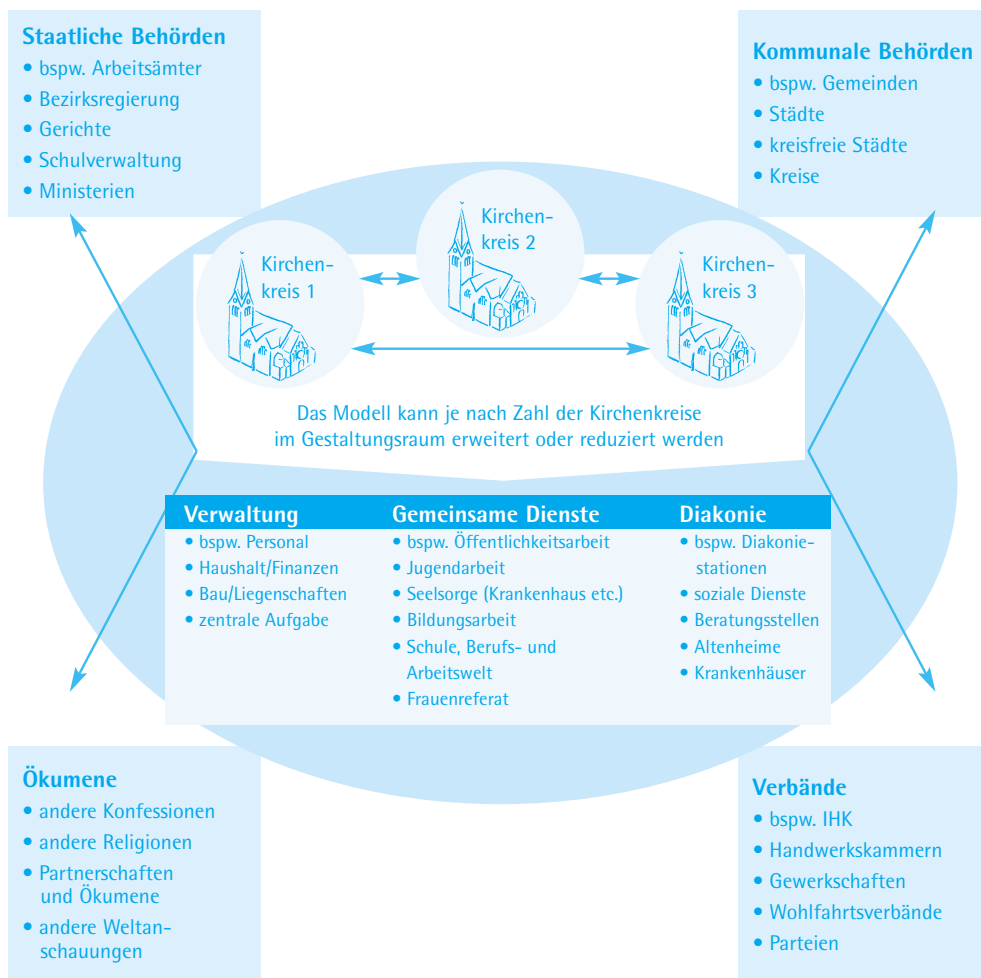 Staatliche Behörden
• bspw. Arbeitsämter
• Bezirksregierung
• Gerichte
• Schulverwaltung
• Ministerien
Kommunale Behörden
• bspw. Gemeinden
• Städte
• kreisfreie Städte
• Kreise
Kirchen-
kreis 1
Kirchen-
kreis 2
Kirchen-
kreis 3
Das Modell kann je nach Zahl der Kirchenkreise
im Gestaltungsraum erweitert oder reduziert werden
Verwaltung
• bspw. Personal
• Haushalt/Finanzen
• Bau/Liegenschaften
• zentrale Aufgabe
Gemeinsame Dienste
• bspw. Öffentlichkeitsarbeit
• Jugendarbeit
• Seelsorge (Krankenhaus etc.)
• Bildungsarbeit
• Schule, Berufs- und
Arbeitswelt
• Frauenreferat
Diakonie
• bspw. Diakonie-
stationen
• soziale Dienste
• Beratungsstellen
• Altenheime
• Krankenhäuser
Ökumene
• andere Konfessionen
• andere Religionen
• Partnerschaften
und Ökumene
• andere Weltan-
schauungen
Verbände
• bspw. IHK
• Handwerkskammern
• Gewerkschaften
• Wohlfahrtsverbände
• Parteien